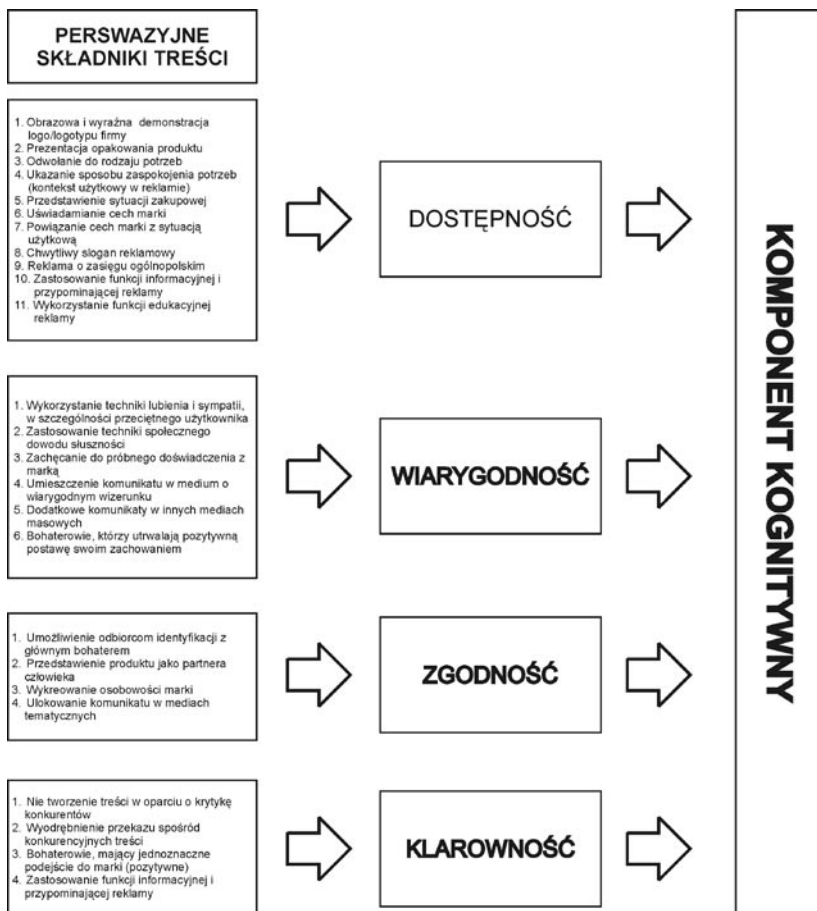 PERSWAZYJNE
SKŁADNIKI TREŚCI
1. Obrazowa i wyraźna demonstracja
logo/logotypu firmy
2. Prezentacja opakowania produktu
3. Odwołanie do rodzaju potrzeb
4. Ukazanie sposobu zaspokojenia potrzeb
(kontekst użytkowy w reklamie)
5. Przedstawienie sytuacji zakupowej
6. Uświadamianie cech marki
7. Powiązanie cech marki z sytuacją
użytkową
8. Chwytliwy slogan reklamowy
9. Reklama o zasięgu ogólnopolskim
10. Zastosowanie funkcji informacyjnej i
przypominającej reklamy
11. Wykorzystanie funkcji edukacyjnej
reklamy
DOSTĘPNOŚĆ
1. Wykorzystanie techniki lubienia i sympatii,
w szczególności przeciętnego użytkownika
2. Zastosowanie techniki społecznego
dowodu słuszności
3. Zachęcanie do próbnego doświadczenia z
marką
4. Umieszczenie komunikatu w medium o
wiarygodnym wizerunku
5. Dodatkowe komunikaty w innych mediach
masowych
6. Bohaterowie, którzy utrwalają pozytywną
postawę swoim zachowaniem
WIARYGODNOŚĆ
1. Umożliwienie odbiorcom identyfikacji z
głównym bohaterem
2. Przedstawienie produktu jako partnera
człowieka
3. Wykreowanie osobowości marki
4. Ulokowanie komunikatu w mediach
tematycznych
ZGODNOŚĆ
1. Nie tworzenie treści w oparciu o krytykę
konkurentów
2. Wyodrębnienie przekazu spośród
konkurencyjnych treści
3. Bohaterowie, mający jednoznaczne
podejście do marki (pozytywne)
4. Zastosowanie funkcji informacyjnej i
przypominającej reklamy
KLAROWNOŚĆ
KOMPONENT KOGNITYWNY